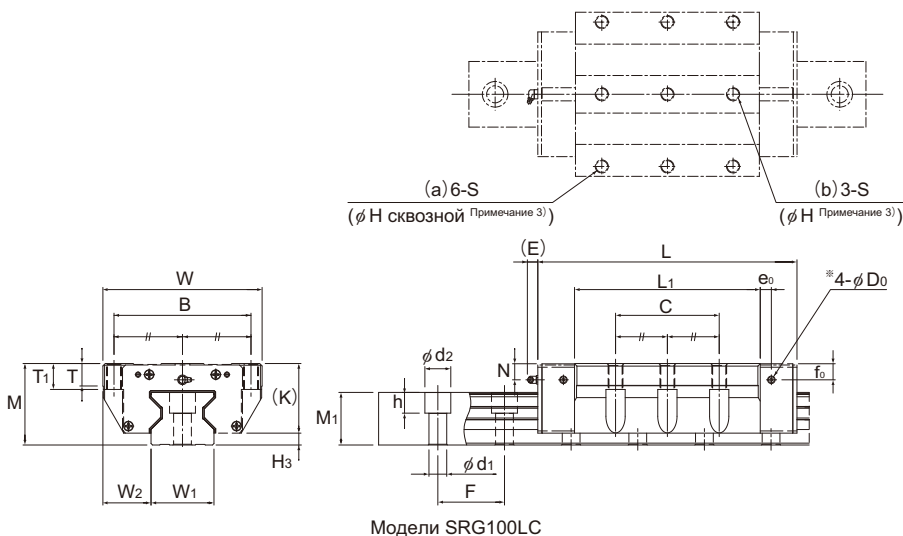 (a)6-S
(φH сквозной Примечание 3))
(b)3-S
(φH Примечание 3))
(E)
L
L1
e0
※4-φD0
C
W
B
T1
T
M
(K)
H3
W2
W1
φd2
N
f0
h
M1
φd1
F
Модели SRG100LC